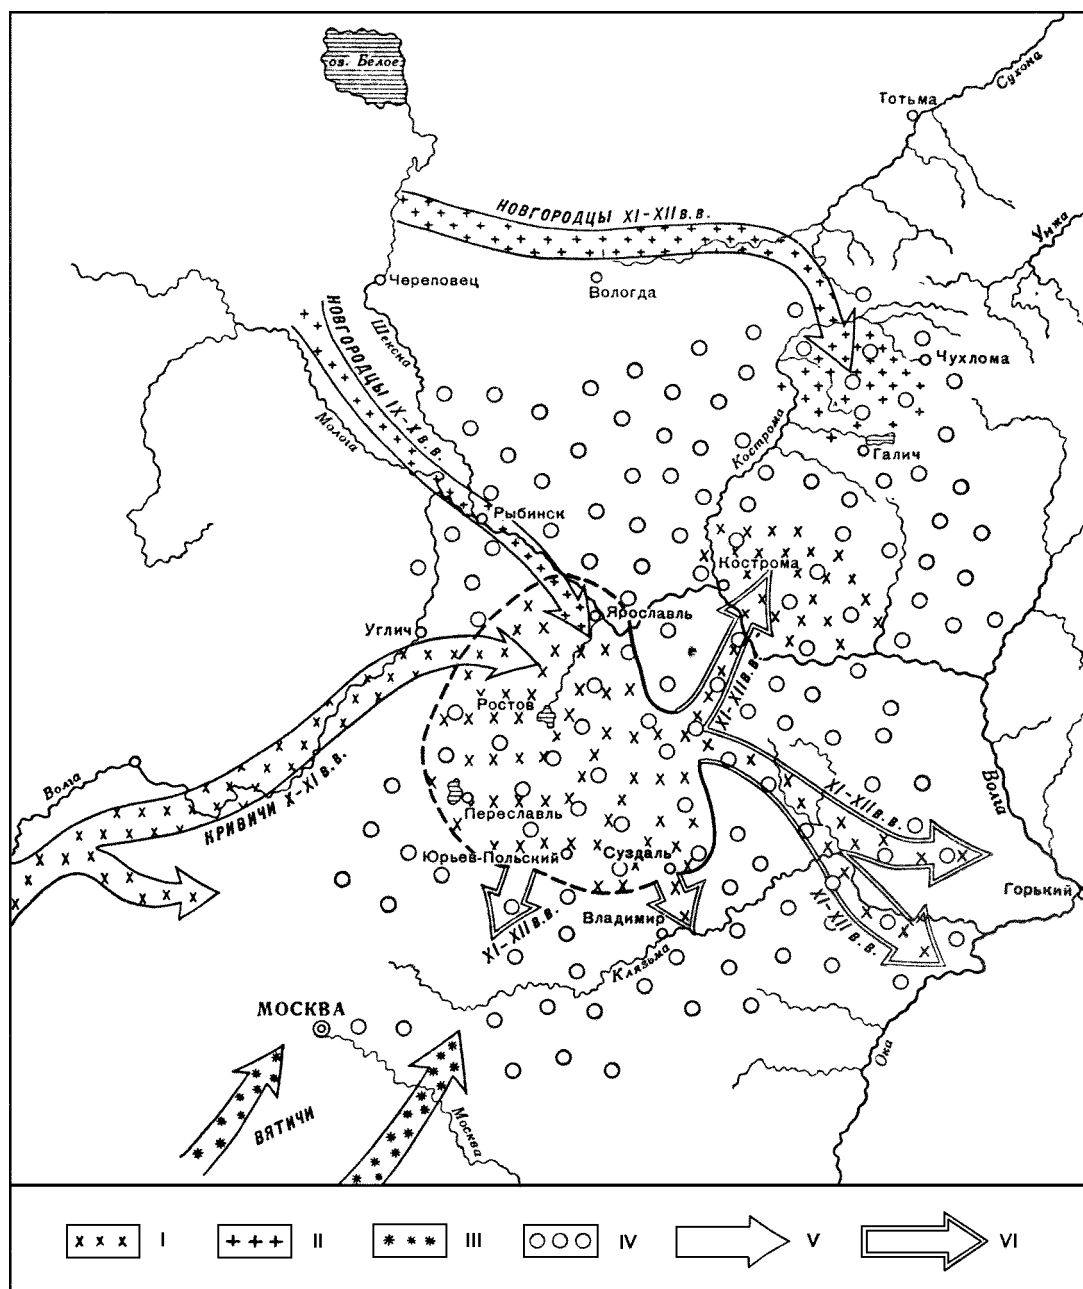 оз. Белое
Сухона
Тотьма
Унжа
НОВГОРОДЦЫ XI-XII в.в.
Череповец
Вологда
НОВГОРОДЦЫ IX-X в.в.
Шексна
Чухлома
Молога
Кострома
Галич
Рыбинск
Кострома
Ярославль
Углич
Ростов
XI-XII в.в.
Волга
КРИВИЧИ X-XI в.в.
XI-XII в.в.
Волга
Переславль
Юрьев-Польский
Суздаль
Горький
Владимир
XI-XII в.в.
XI-XII в.в.
Клязьма
МОСКВА
Ока
ВЯТИЧИ
Москва
I
II
III
IV
V
VI